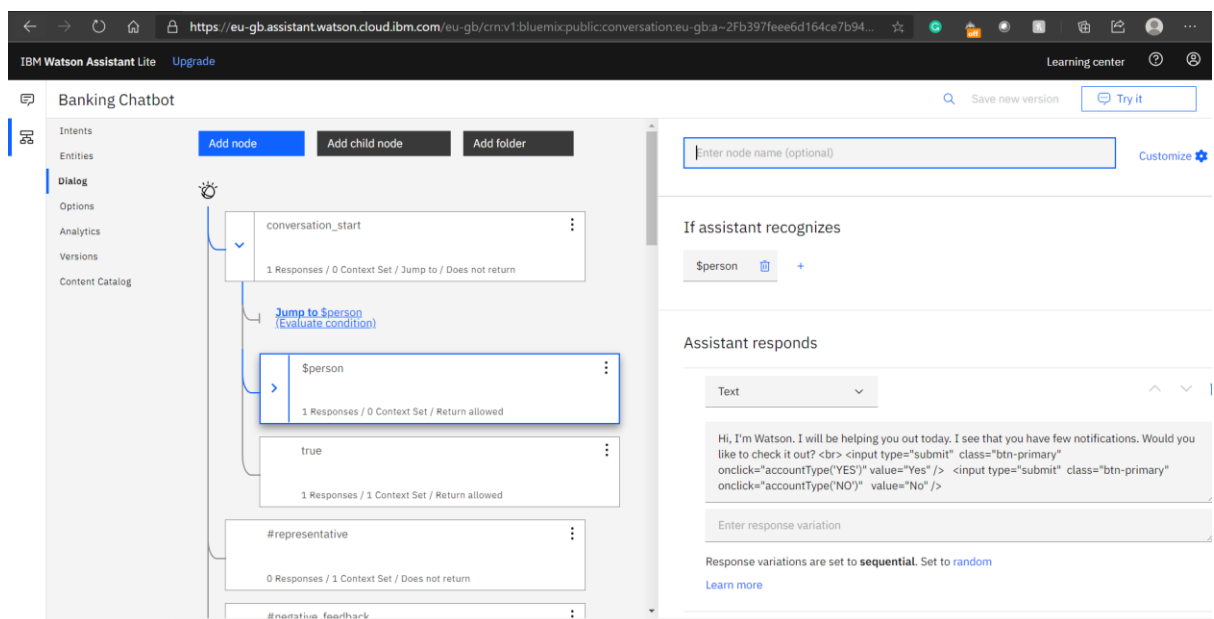 https://eu-gb.assistant.watson.cloud.ibm.com/eu-gb/crn:v1:bluemix:public:conversation:eu-gb:a~2Fb397feee6d164ce7b94...
off
IBM Watson Assistant Lite Upgrade
Learning center
Banking Chatbot
Save new version
Try it
Intents
Entities
Dialog
Options
Analytics
Versions
Content Catalog
Add node
Add child node
Add folder
conversation_start
1 Responses / 0 Context Set / Jump to / Does not return
Jump to $person
(Evaluate condition)
$person
1 Responses / 0 Context Set / Return allowed
true
1 Responses / 1 Context Set / Return allowed
#representative
0 Responses / 1 Context Set / Does not return
#negative_feedback
Enter node name (optional)
Customize
If assistant recognizes
$person
Assistant responds
Text
Hi, I'm Watson. I will be helping you out today. I see that you have few notifications. Would you
like to check it out? <br> <input type="submit" class="btn-primary"
onclick="accountType('YES')" value="Yes" /> <input type="submit" class="btn-primary"
onclick="accountType('NO')" value="No" />
Enter response variation
Response variations are set to sequential. Set to random
Learn more